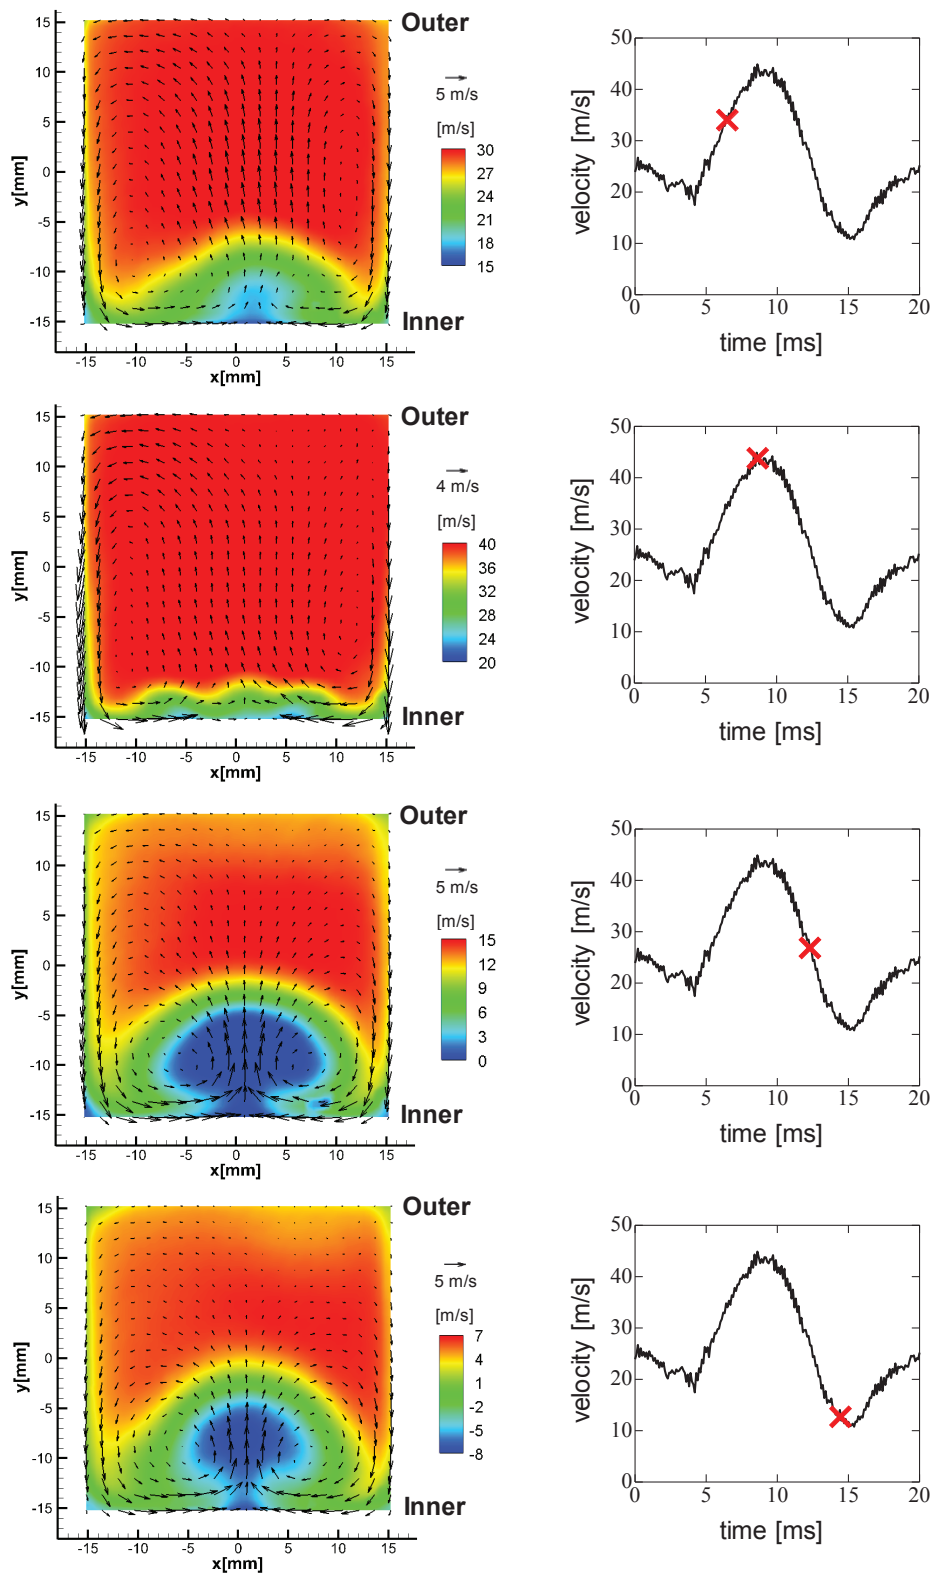 Outer
15
10
5
0
-5
-10
-15
y[mm]
5 m/s
[m/s]
30
27
24
21
18
15
Inner
-15 -10 -5 0 5 10 15
x[mm]
50
40
30
20
10
0
velocity [m/s]
0 5 10 15 20
time [ms]
Outer
15
10
5
0
-5
-10
-15
y[mm]
4 m/s
[m/s]
40
36
32
28
24
20
Inner
-15 -10 -5 0 5 10 15
x[mm]
50
40
30
20
10
0
velocity [m/s]
0 5 10 15 20
time [ms]
Outer
15
10
5
0
-5
-10
-15
y[mm]
5 m/s
[m/s]
15
12
9
6
3
0
Inner
-15 -10 -5 0 5 10 15
x[mm]
50
40
30
20
10
0
velocity [m/s]
0 5 10 15 20
time [ms]
Outer
15
10
5
0
-5
-10
-15
y[mm]
5 m/s
[m/s]
7
4
1
-2
-5
-8
Inner
-15 -10 -5 0 5 10 15
x[mm]
50
40
30
20
10
0
velocity [m/s]
0 5 10 15 20
time [ms]